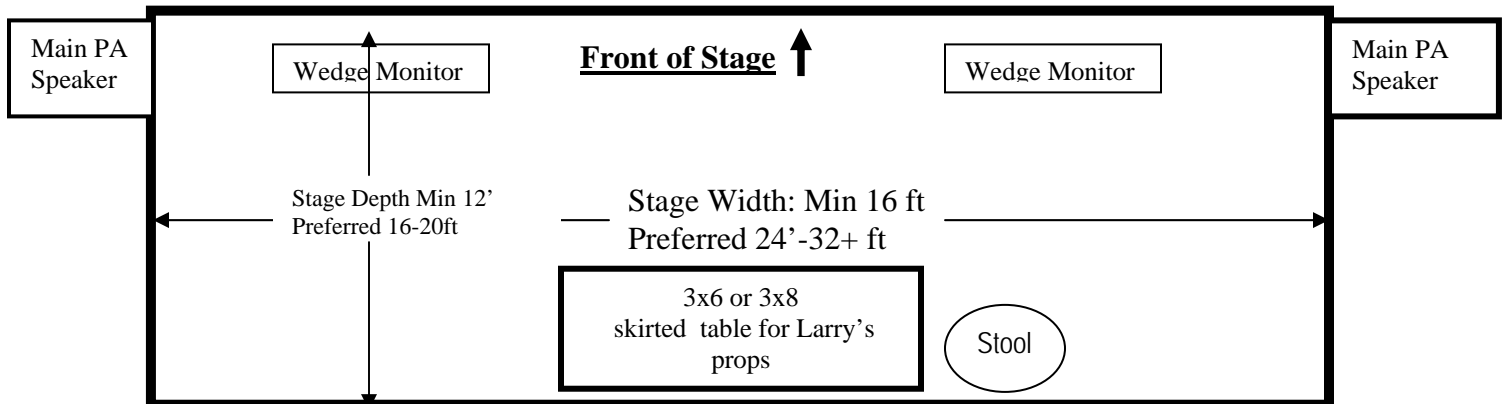 Main PA
Speaker
Wedge Monitor
Front of Stage
Wedge Monitor
Main PA
Speaker
Stage Depth Min 12’
Preferred 16-20ft
Stage Width: Min 16 ft
Preferred 24’-32+ ft
3x6 or 3x8
skirted table for Larry’s
props
Stool